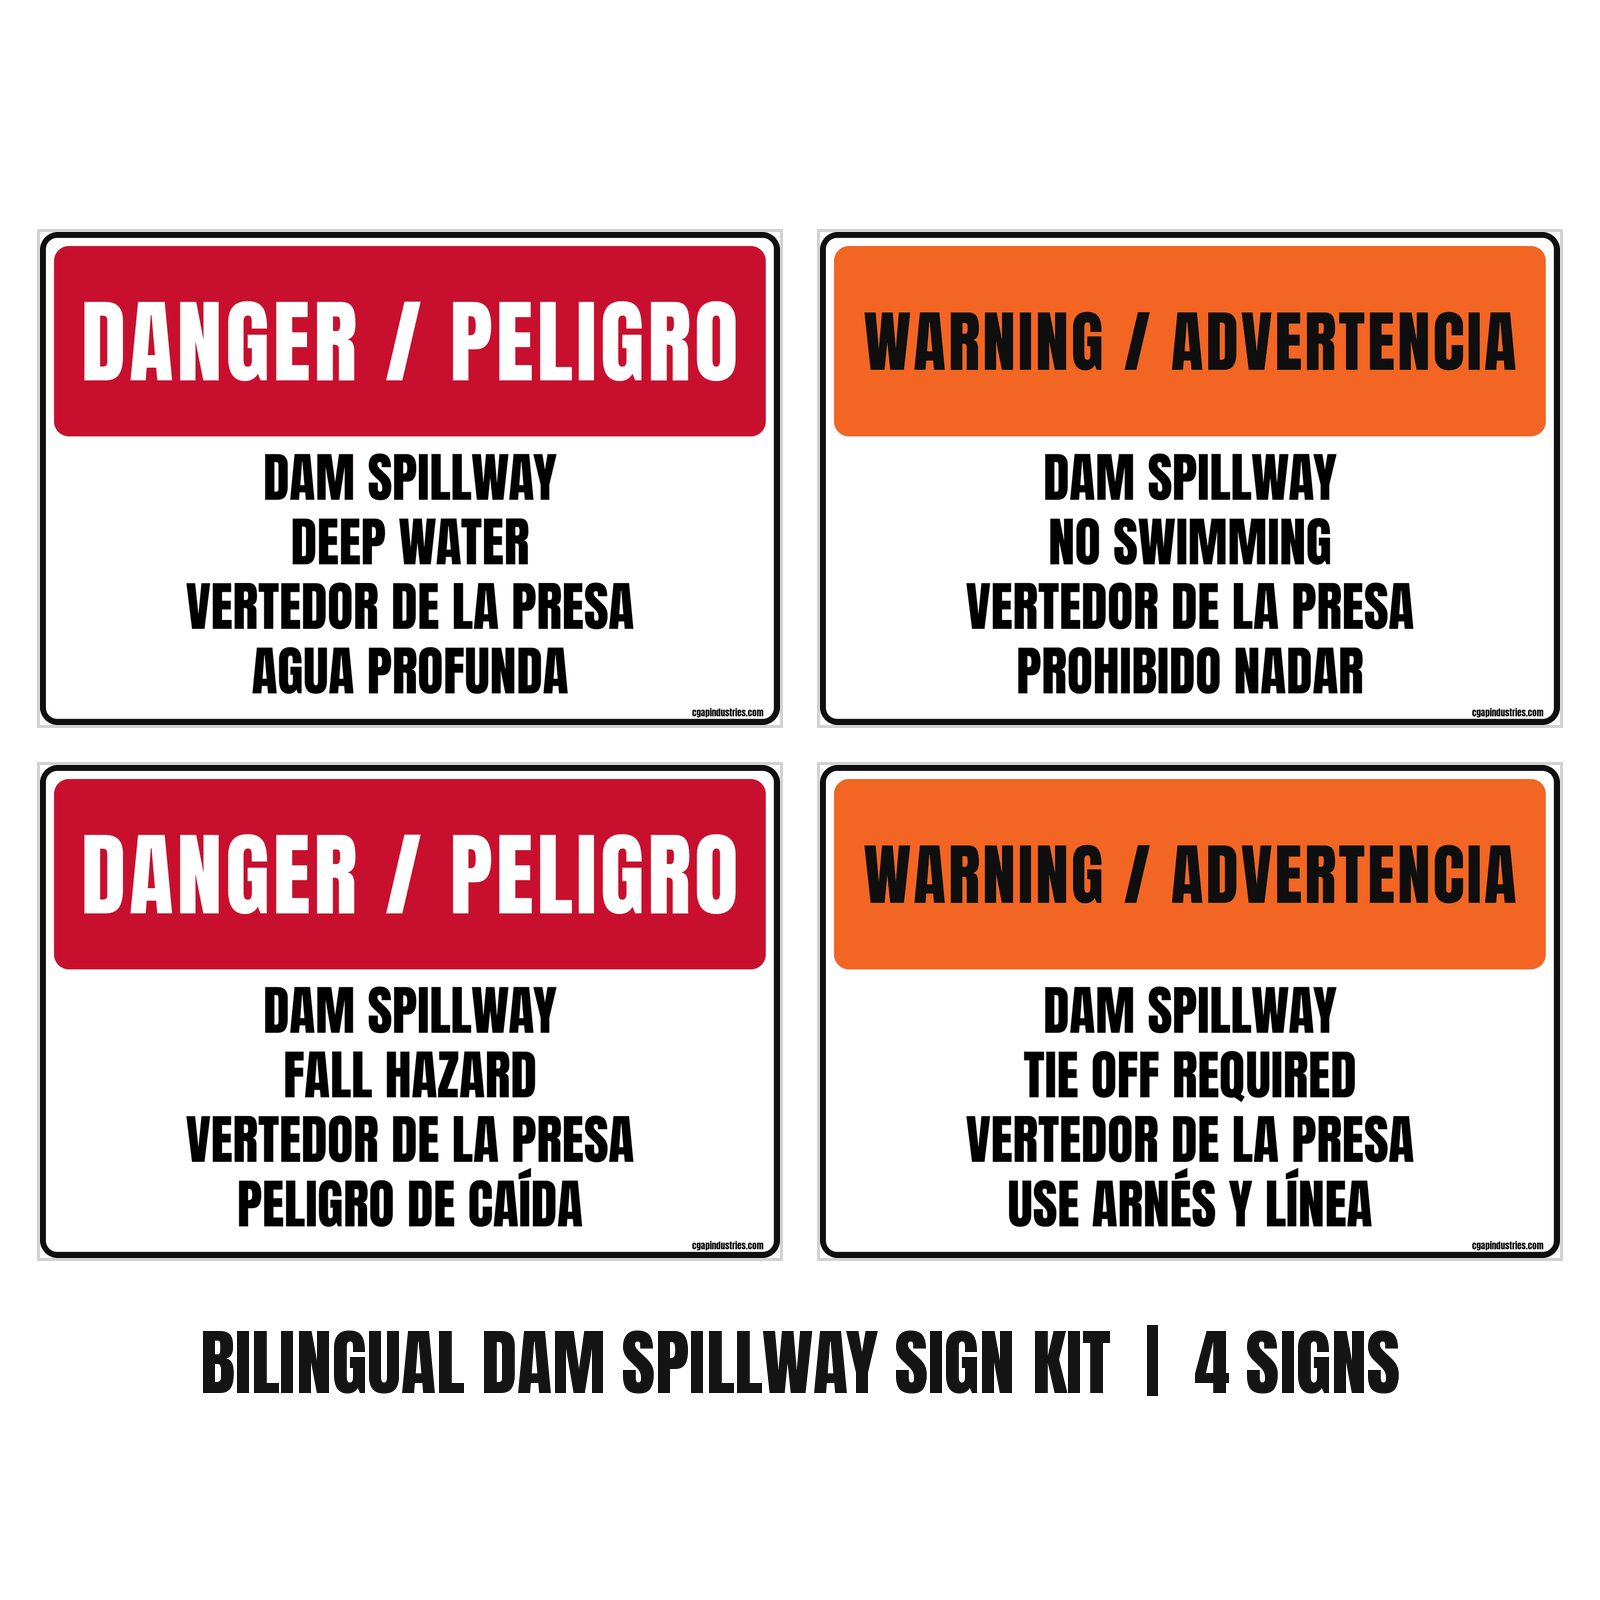 DANGER / PELIGRO
DAM SPILLWAY
DEEP WATER
VERTEDOR DE LA PRESA
AGUA PROFUNDA
cgapindustries.com
WARNING / ADVERTENCIA
DAM SPILLWAY
NO SWIMMING
VERTEDOR DE LA PRESA
PROHIBIDO NADAR
cgapindustries.com
DANGER / PELIGRO
DAM SPILLWAY
FALL HAZARD
VERTEDOR DE LA PRESA
PELIGRO DE CAÍDA
cgapindustries.com
WARNING / ADVERTENCIA
DAM SPILLWAY
TIE OFF REQUIRED
VERTEDOR DE LA PRESA
USE ARNÉS Y LÍNEA
cgapindustries.com
BILINGUAL DAM SPILLWAY SIGN KIT | 4 SIGNS